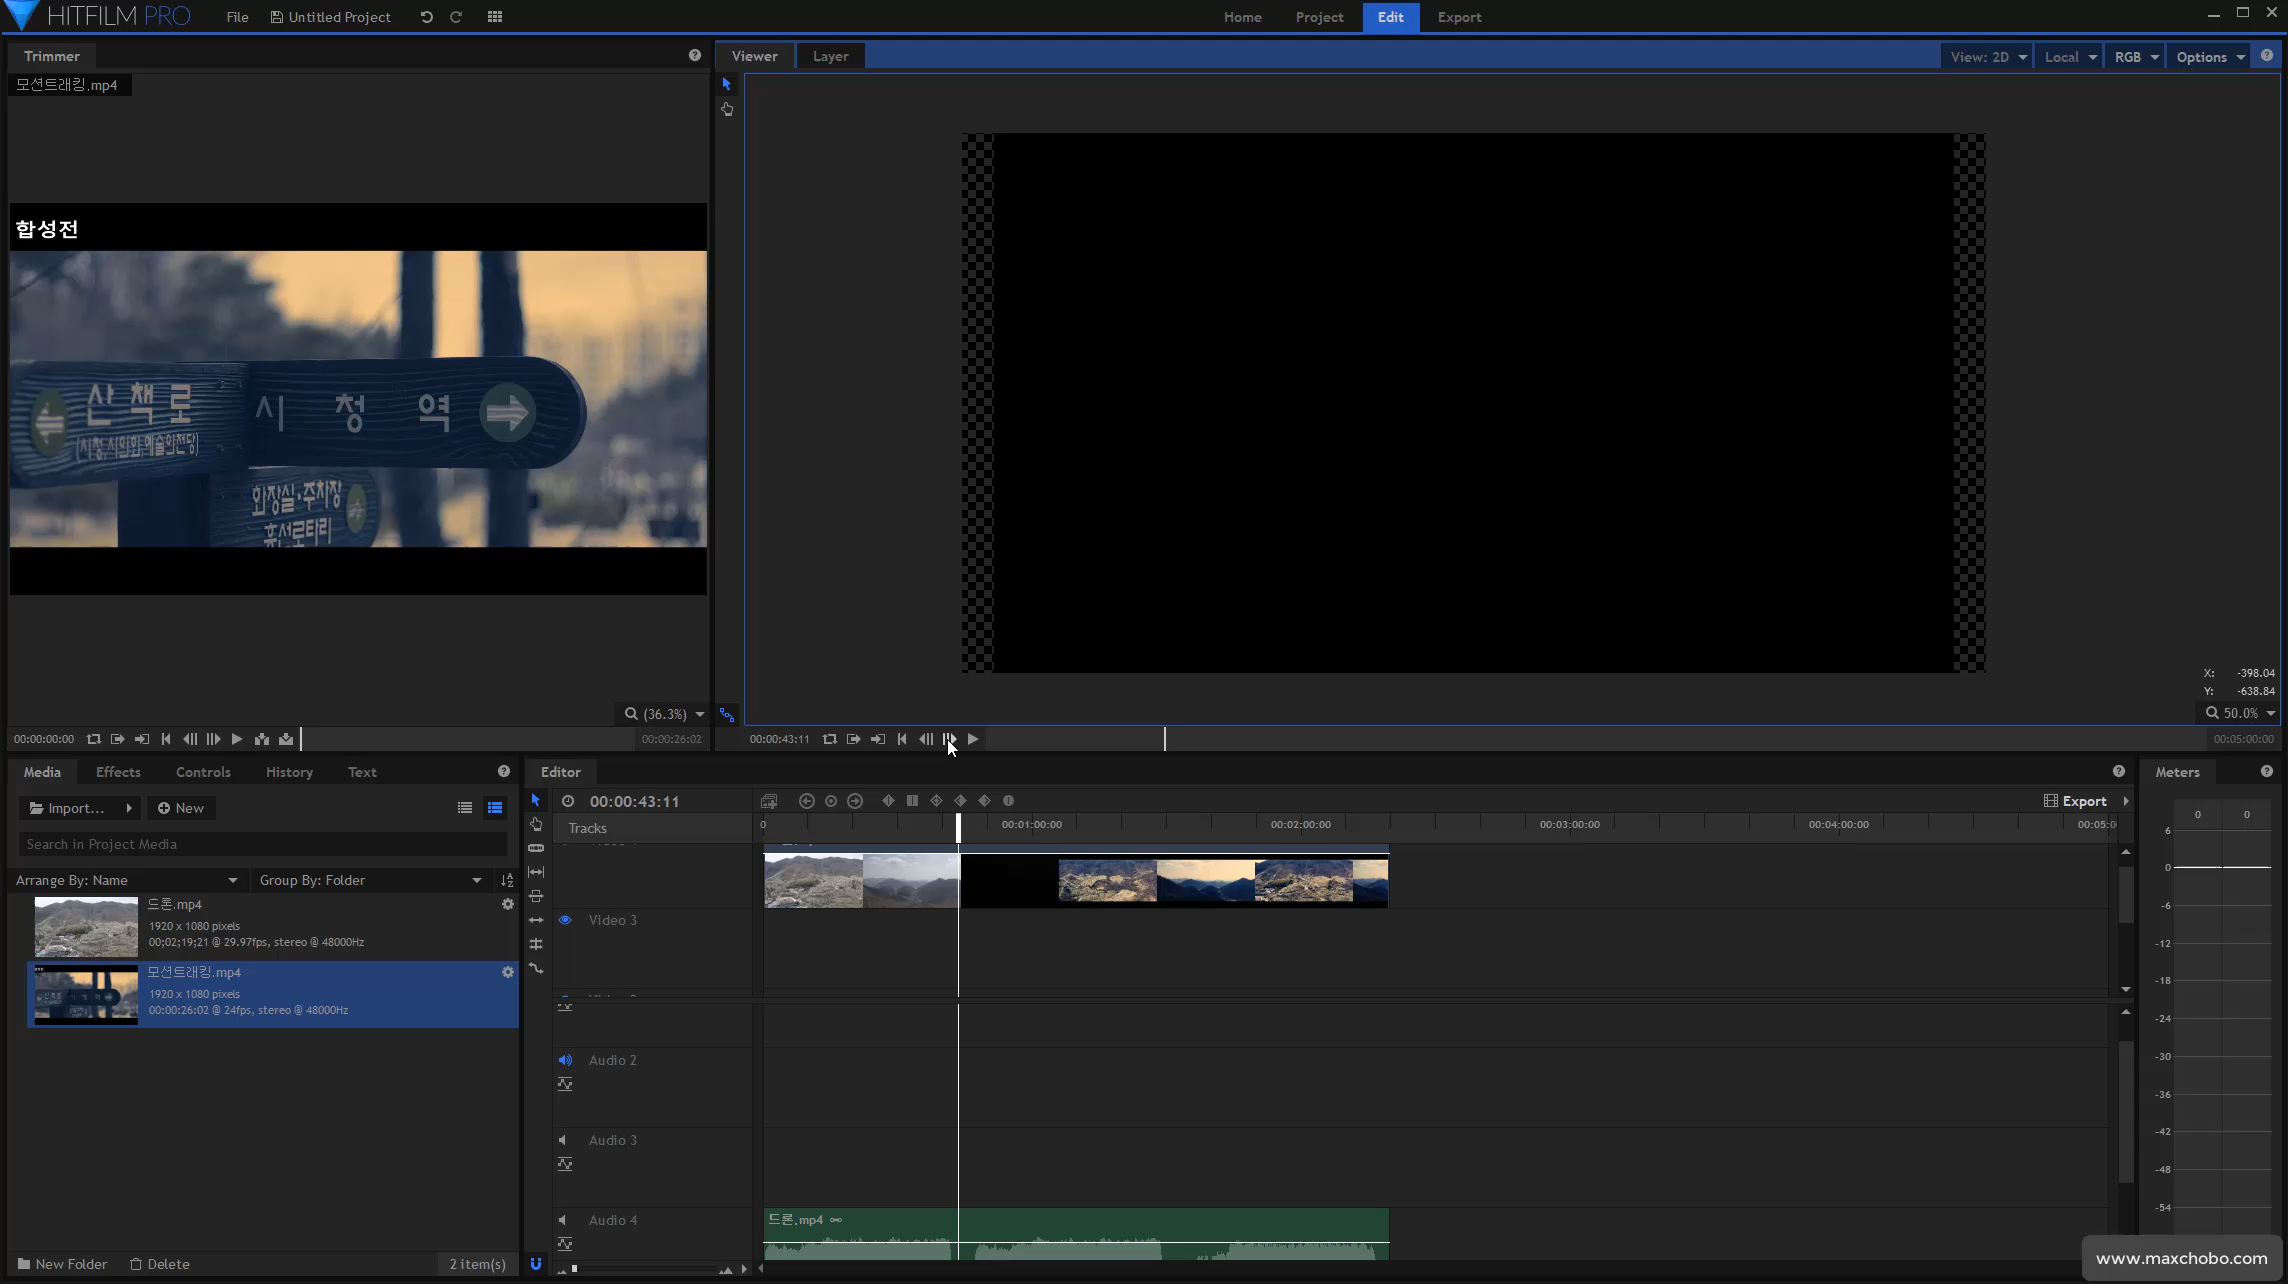 HITFILM PRO
File
Untitled Project
Home
Project
Edit
Export
Trimmer
Viewer
Layer
View: 2D
Local
RGB
Options
모션트래킹.mp4
합성전
산책로
시청역
(시청,시의회,예술의전당)
화장실·주차장
홍선로타리
X: -398.04
Y: -638.84
(36.3%)
50.0%
00:00:00:00
00:00:26:02
00:00:43:11
00:05:00:00
Media
Effects
Controls
History
Text
Editor
Meters
Import...
New
00:00:43:11
Export
Search in Project Media
Tracks
0
00:01:00:00
00:02:00:00
00:03:00:00
00:04:00:00
Arrange By: Name
Group By: Folder
드론.mp4
1920 x 1080 pixels
00;02;19;21 @ 29.97fps, stereo @ 48000Hz
모션트래킹.mp4
1920 x 1080 pixels
00:00:26:02 @ 24fps, stereo @ 48000Hz
Video 3
Audio 2
Audio 3
Audio 4
드론.mp4
0 0
6
0
-6
-12
-18
-24
-30
-36
-42
-48
-54
New Folder
Delete
2 item(s)
www.maxchobo.com